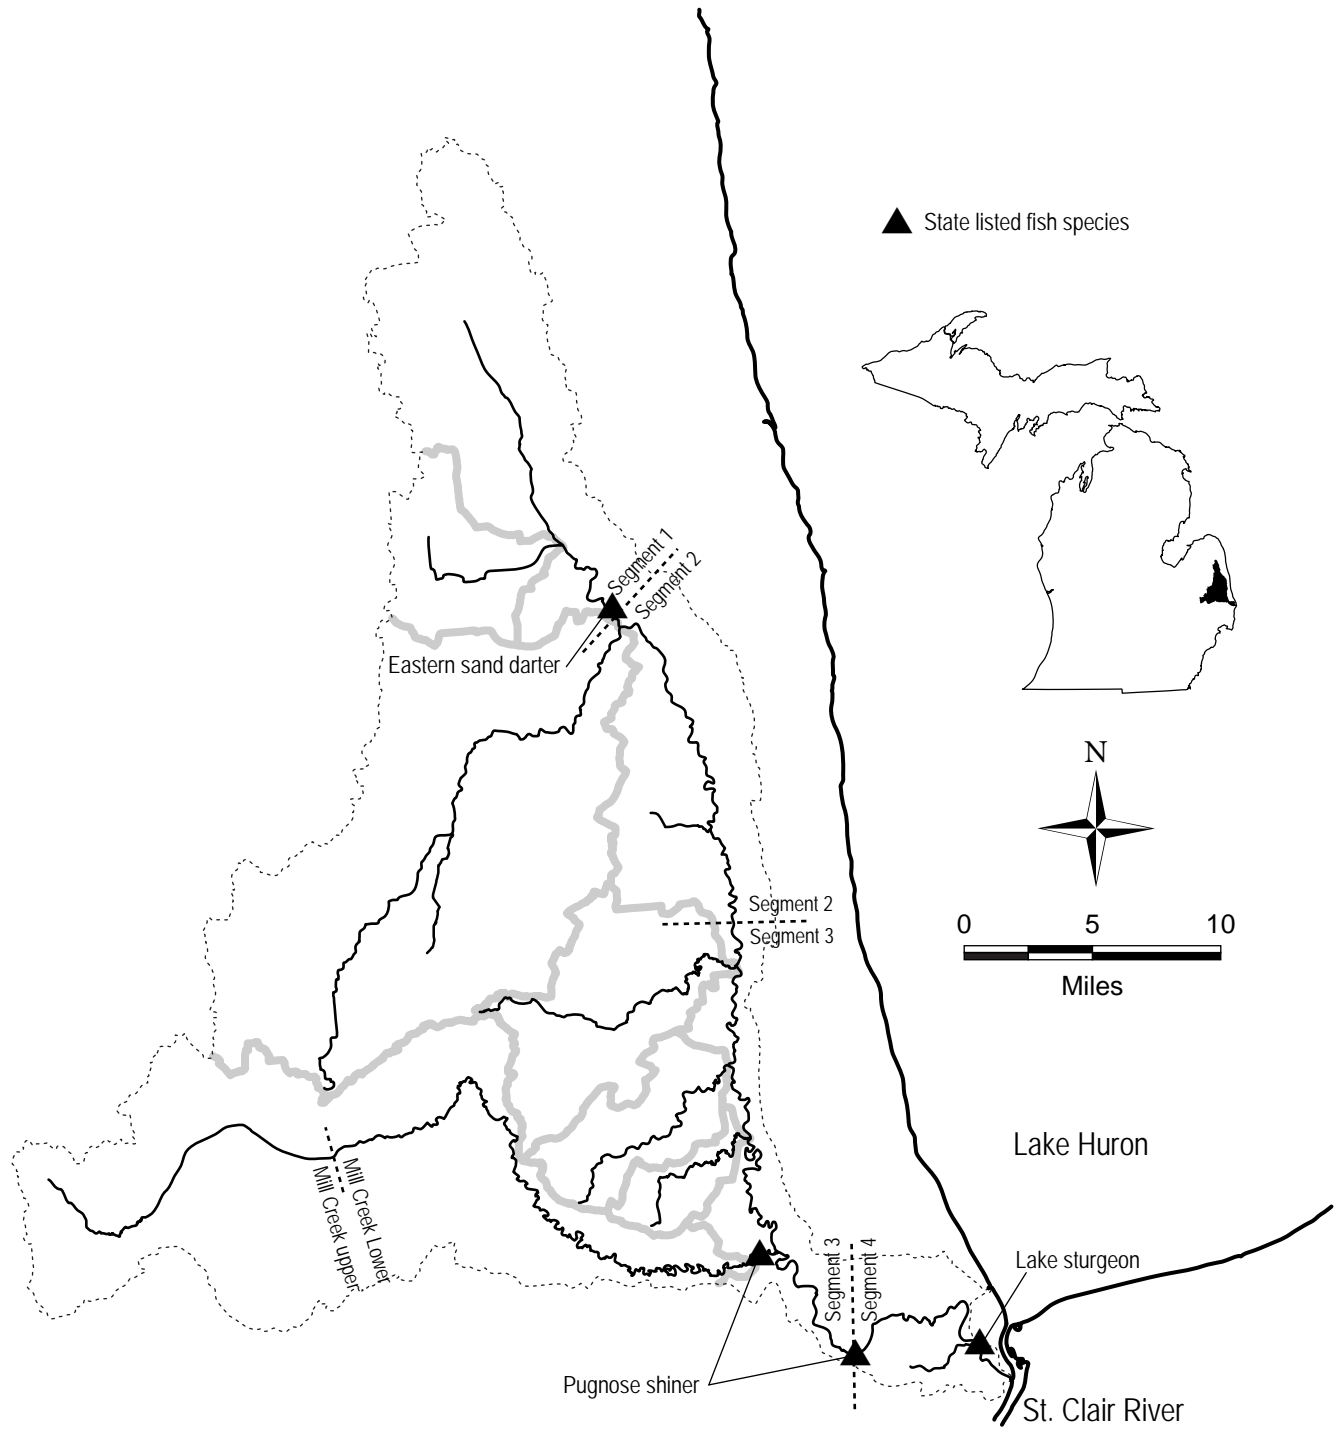 State listed fish species
Segment 1
Segment 2
Eastern sand darter
N
Segment 2
Segment 3
0 5 10
Miles
Lake Huron
Mill Creek Lower
Mill Creek upper
Segment 3
Segment 4
Lake sturgeon
Pugnose shiner
St. Clair River